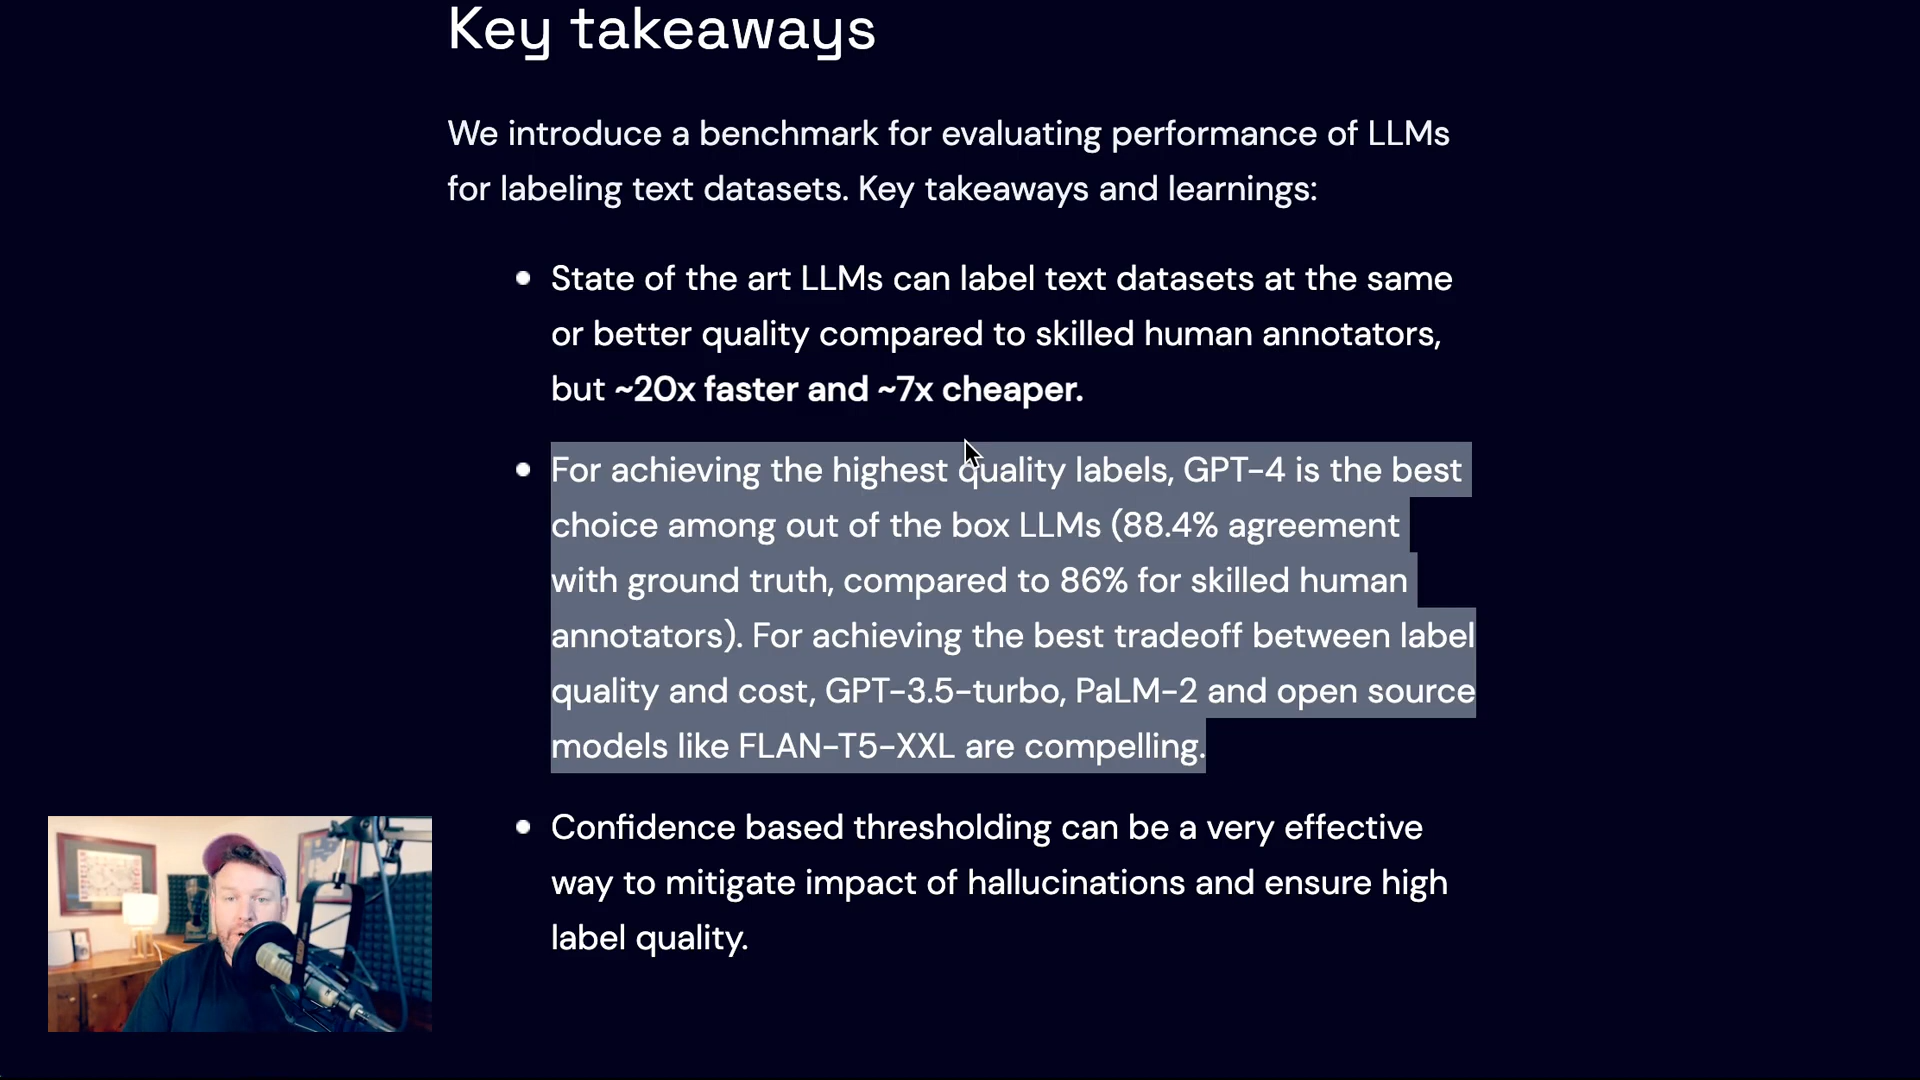 Key takeaways
We introduce a benchmark for evaluating performance of LLMs
for labeling text datasets. Key takeaways and learnings:
State of the art LLMs can label text datasets at the same
or better quality compared to skilled human annotators,
but ~20x faster and ~7x cheaper.
For achieving the highest quality labels, GPT-4 is the best
choice among out of the box LLMs (88.4% agreement
with ground truth, compared to 86% for skilled human
annotators). For achieving the best tradeoff between label
quality and cost, GPT-3.5-turbo, PaLM-2 and open source
models like FLAN-T5-XXL are compelling.
Confidence based thresholding can be a very effective
way to mitigate impact of hallucinations and ensure high
label quality.